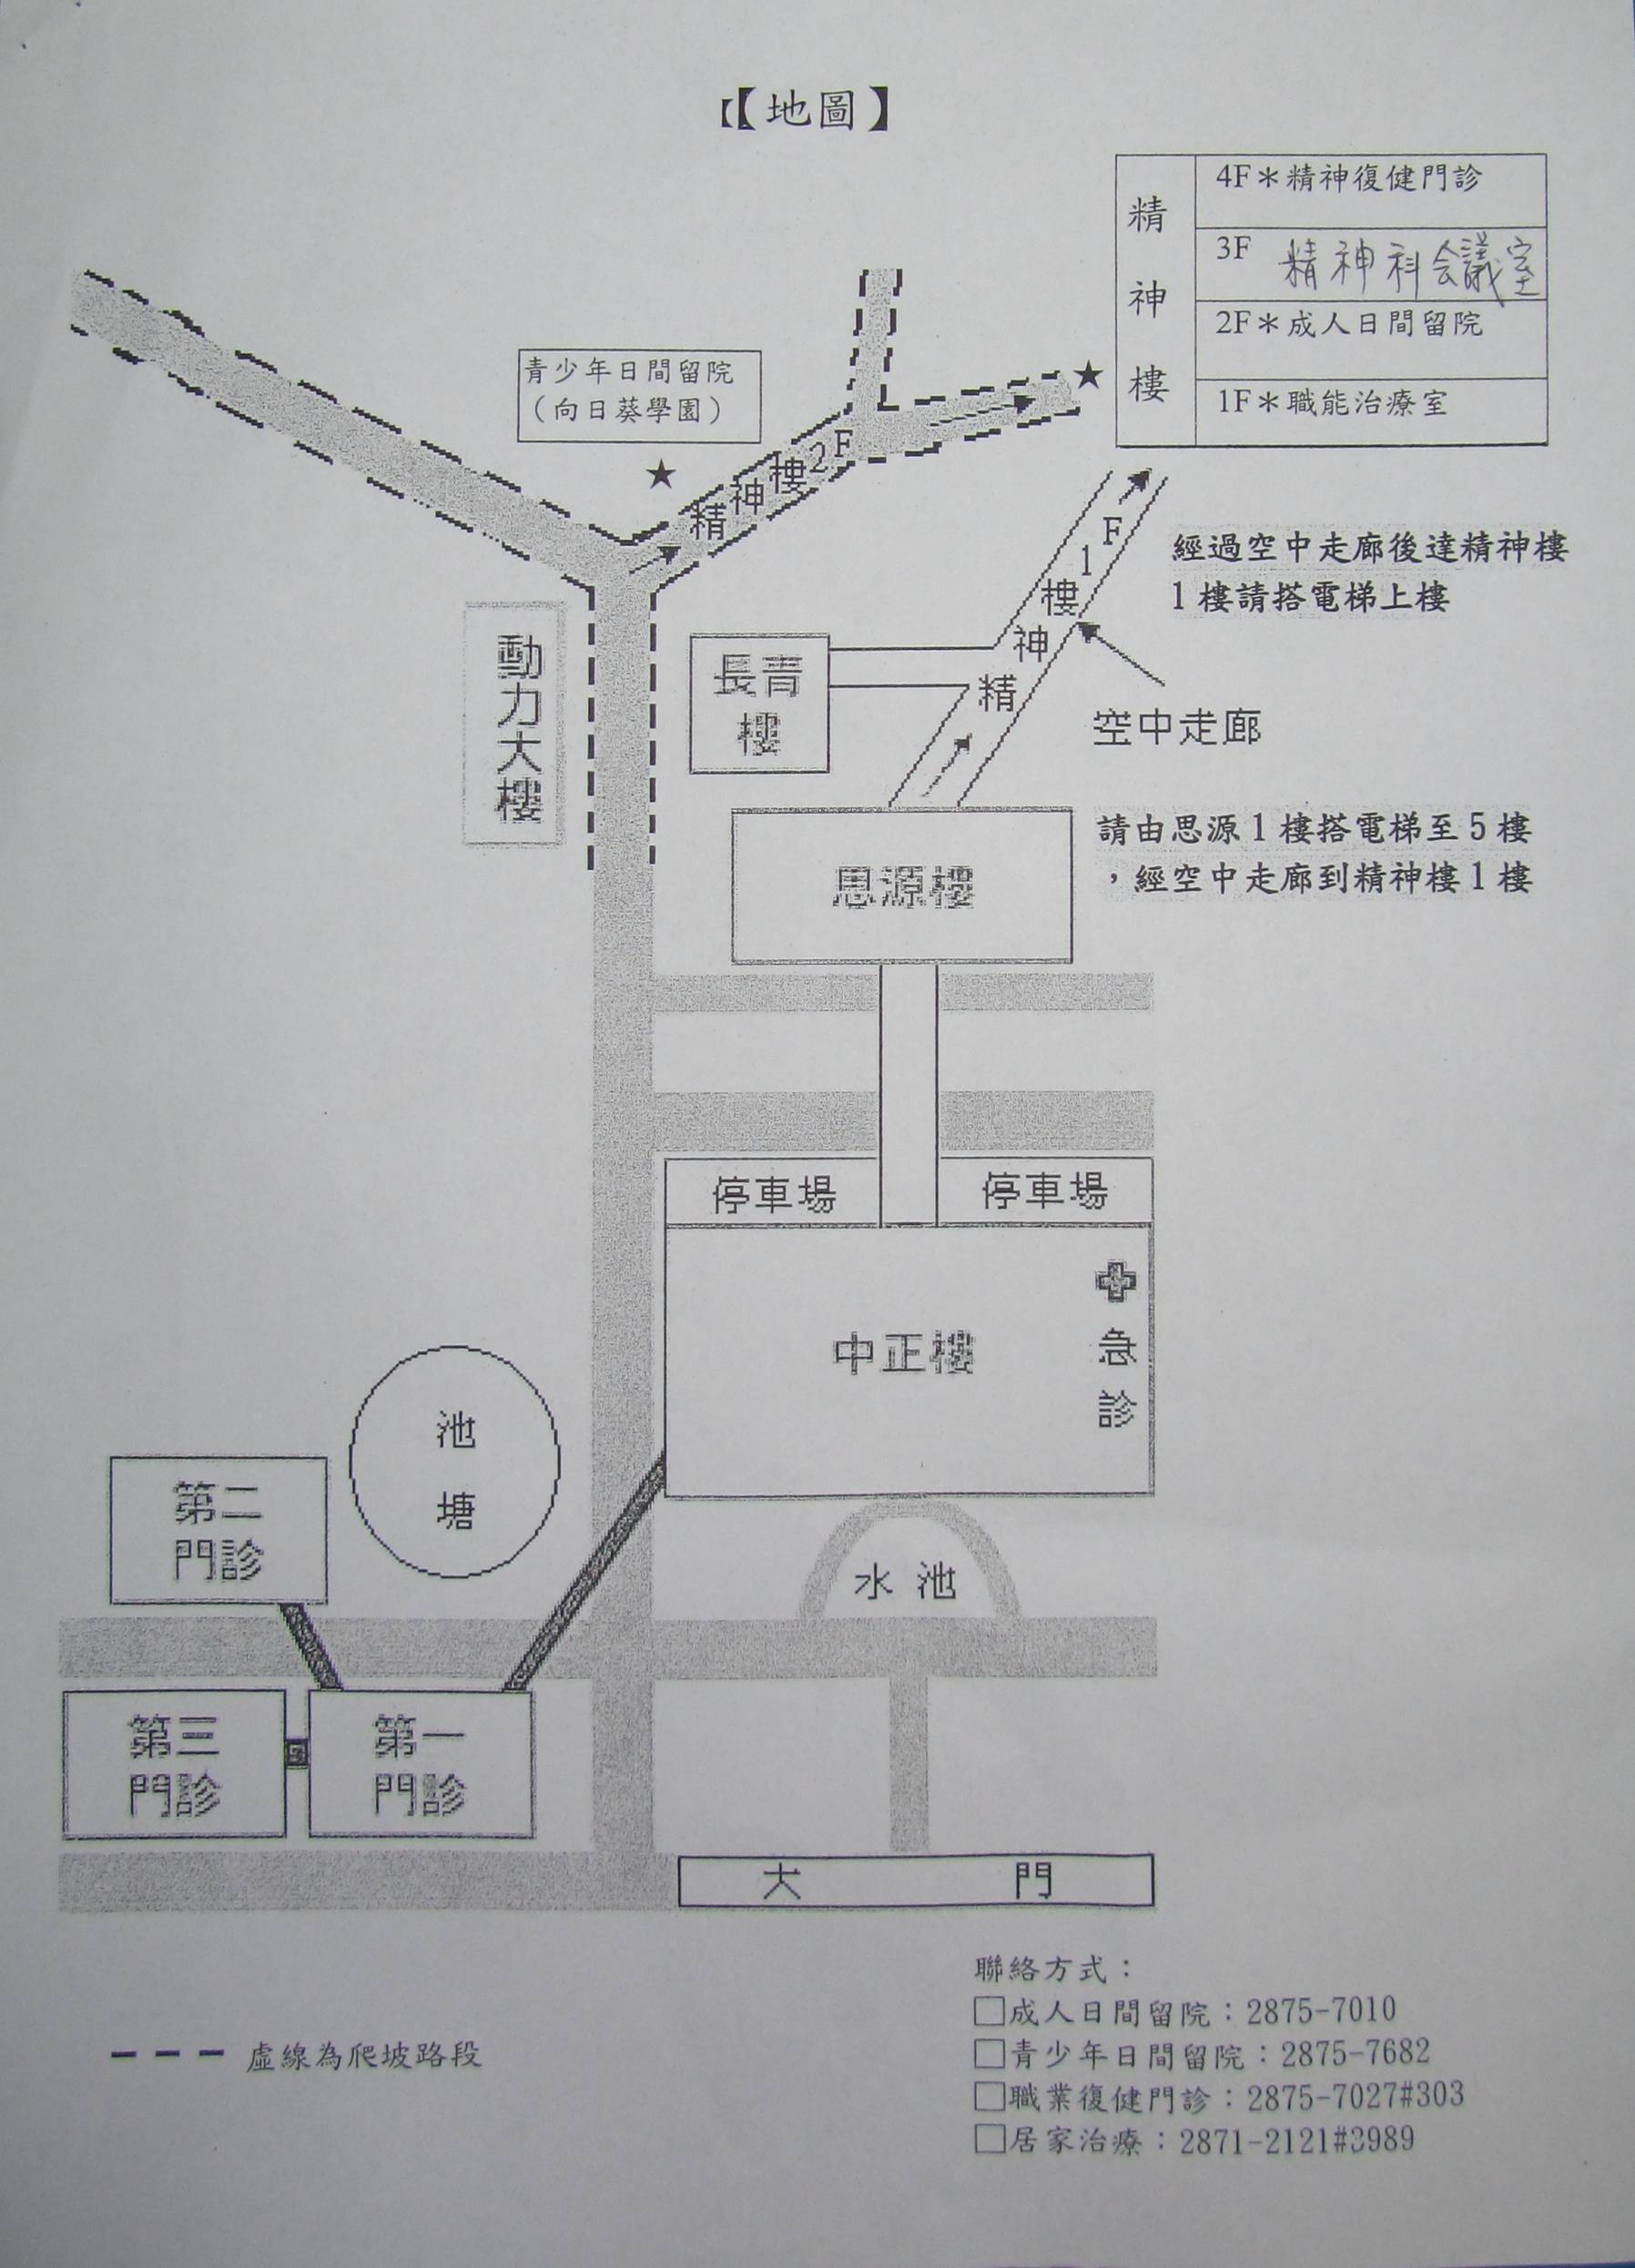 【【地圖】
精神樓
4F＊精神復健門診
3F 精神科会議室
2F＊成人日間留院
1F＊職能治療室
青少年日間留院
（向日葵學園）
精神樓2F
精神樓1F
經過空中走廊後達精神樓
1樓請搭電梯上樓
動力大樓
長青
樓
空中走廊
思源樓
請由思源1樓搭電梯至5樓
，經空中走廊到精神樓1樓
停車場
停車場
中正樓
急診
池塘
第二
門診
水池
第三
門診
第一
門診
大門
聯絡方式：
□成人日間留院：2875-7010
□青少年日間留院：2875-7682
□職業復健門診：2875-7027#303
□居家治療：2871-2121#3989
虛線為爬坡路段